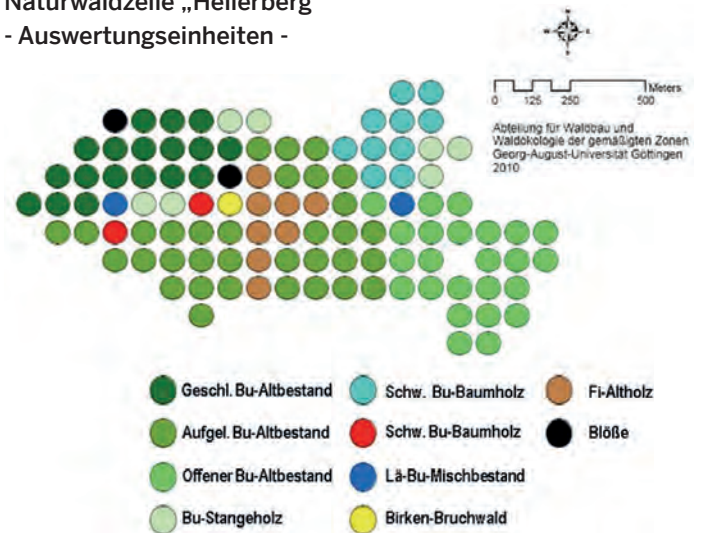 Naturwaldzelle „Hellerberg“
- Auswertungseinheiten -
Meters
0 125 250 500
Abteilung für Waldbau und
Waldökologie der gemäßigten Zonen
Georg-August-Universität Göttingen
2010
Geschl. Bu-Altbestand
Schw. Bu-Baumholz
Fi-Altholz
Aufgel. Bu-Altbestand
Schw. Bu-Baumholz
Blöße
Offener Bu-Altbestand
Lä-Bu-Mischbestand
Bu-Stangeholz
Birken-Bruchwald